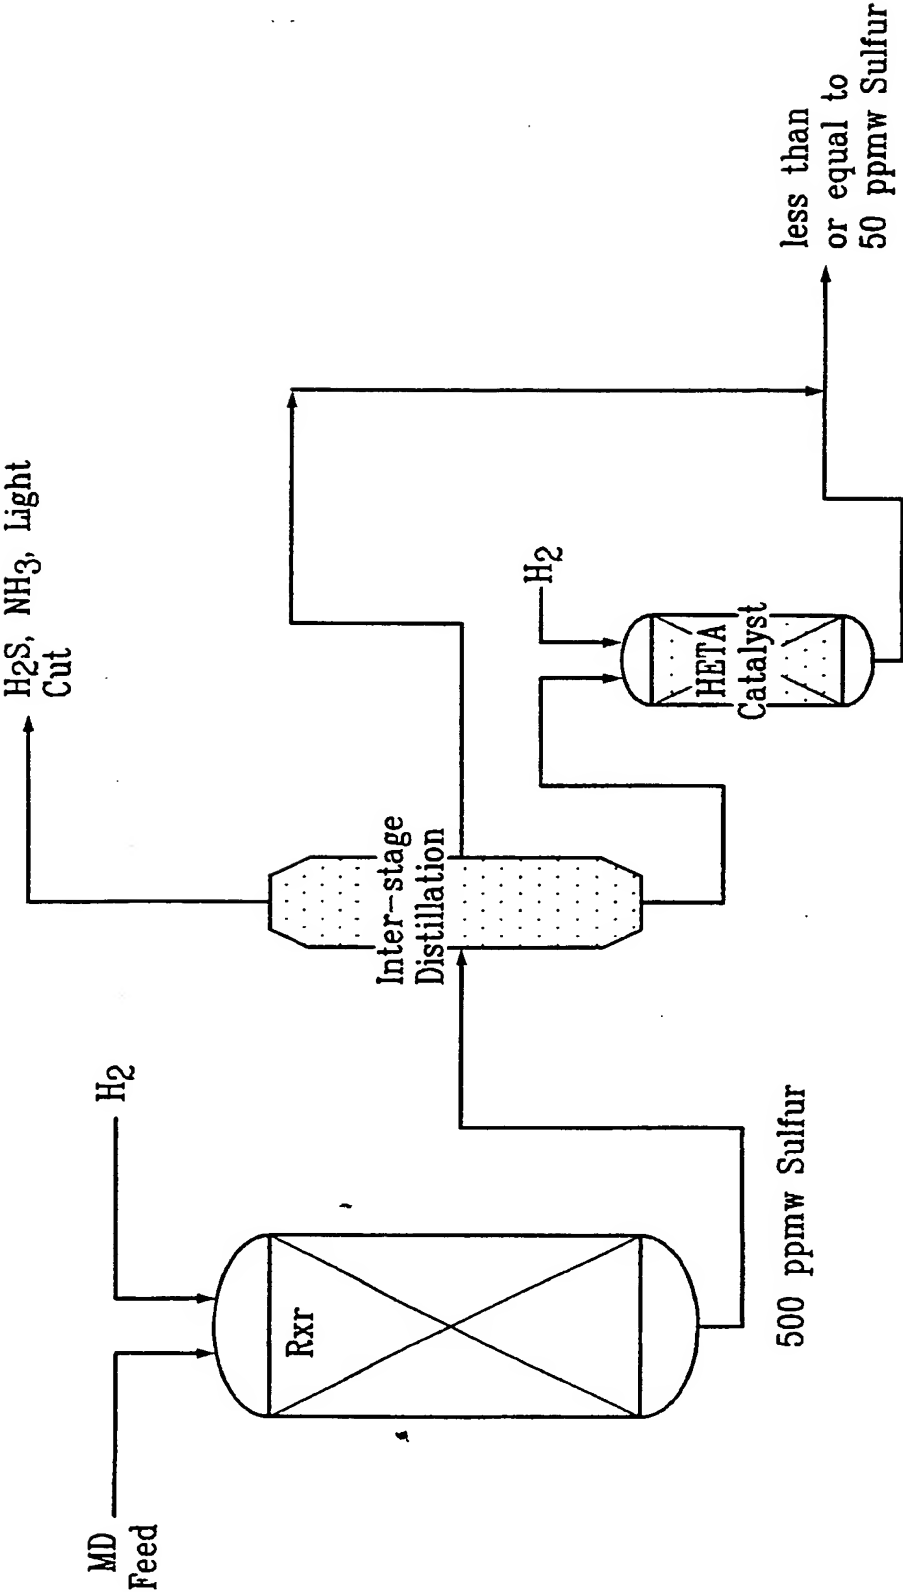 MD
Feed
H2
Rxr
500 ppmw Sulfur
H2S, NH3, Light
Cut
Inter-stage
Distillation
H2
HETA
Catalyst
less than
or equal to
50 ppmw Sulfur